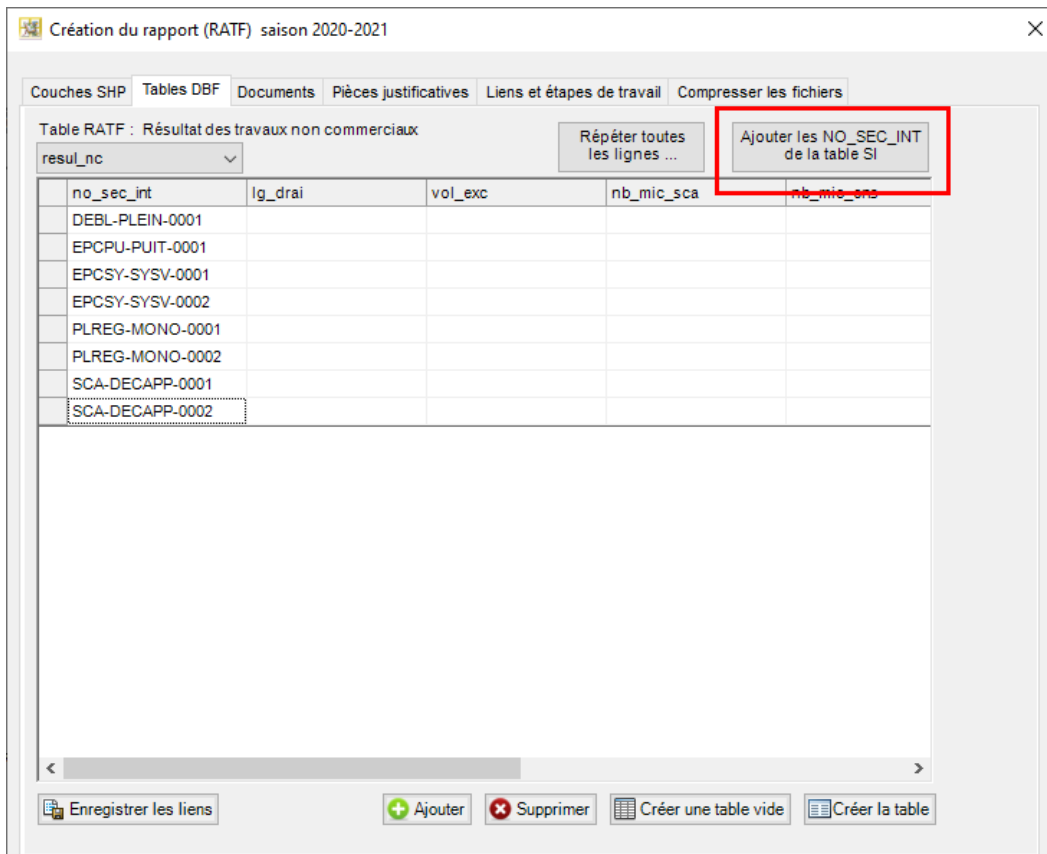 Création du rapport (RATF) saison 2020-2021
Couches SHP Tables DBF Documents Pièces justificatives Liens et étapes de travail Compresser les fichiers
Table RATF : Résultat des travaux non commerciaux
resul_nc
Répéter toutes
les lignes ...
Ajouter les NO_SEC_INT
de la table SI
no_sec_int lg_drai vol_exc nb_mic_sca nb_mic_ens
DEBL-PLEIN-0001
EPCPU-PUIT-0001
EPCSY-SYSV-0001
EPCSY-SYSV-0002
PLREG-MONO-0001
PLREG-MONO-0002
SCA-DECAPP-0001
SCA-DECAPP-0002
Enregistrer les liens Ajouter Supprimer Créer une table vide Créer la table